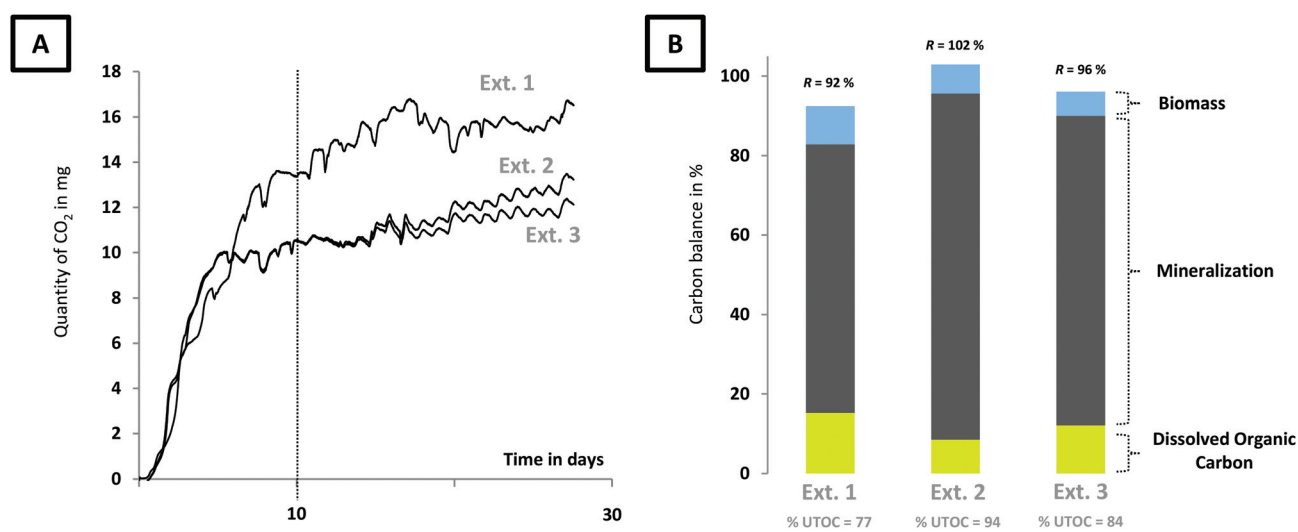 A
Quantity of CO2 in mg
18
16
14
12
10
8
6
4
2
0
Ext. 1
Ext. 2
Ext. 3
Time in days
10
30
B
Carbon balance in %
100
80
60
40
20
0
R = 92 %
R = 102 %
R = 96 %
Biomass
Mineralization
Dissolved Organic
Carbon
Ext. 1 Ext. 2 Ext. 3
% UTOC = 77 % UTOC = 94 % UTOC = 84